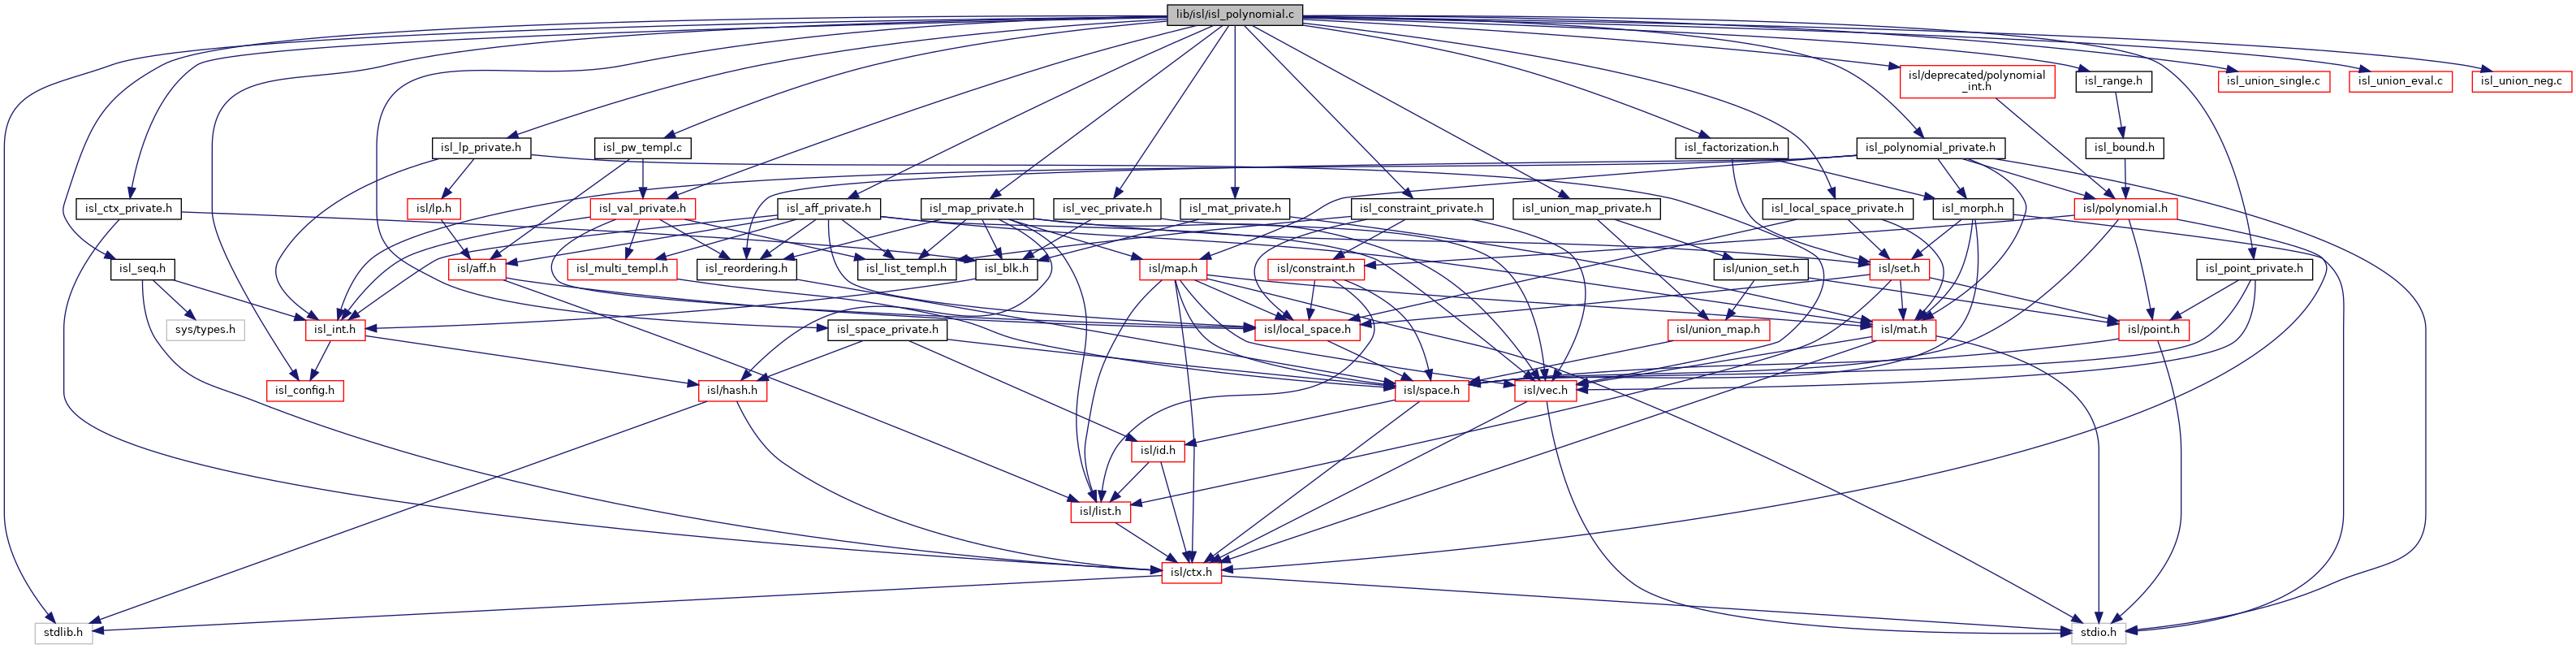 lib/isl/isl_polynomial.c
isl/deprecated/polynomial
_int.h
isl_range.h
isl_union_single.c
isl_union_eval.c
isl_union_neg.c
isl_lp_private.h
isl_pw_templ.c
isl_factorization.h
isl_polynomial_private.h
isl_bound.h
isl_ctx_private.h
isl/lp.h
isl_val_private.h
isl_aff_private.h
isl_map_private.h
isl_vec_private.h
isl_mat_private.h
isl_constraint_private.h
isl_union_map_private.h
isl_local_space_private.h
isl_morph.h
isl/polynomial.h
isl_seq.h
isl/aff.h
isl_multi_templ.h
isl_reordering.h
isl_list_templ.h
isl_blk.h
isl/map.h
isl/constraint.h
isl/union_set.h
isl/set.h
isl_point_private.h
sys/types.h
isl_int.h
isl_space_private.h
isl/local_space.h
isl/union_map.h
isl/mat.h
isl/point.h
isl_config.h
isl/hash.h
isl/space.h
isl/vec.h
isl/id.h
isl/list.h
isl/ctx.h
stdlib.h
stdio.h